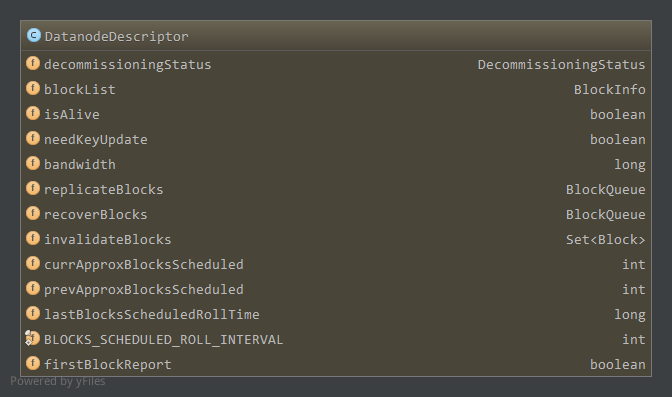 C DatanodeDescriptor
f decommissioningStatus DecommissioningStatus
f blockList BlockInfo
f isAlive boolean
f needKeyUpdate boolean
f bandwidth long
f replicateBlocks BlockQueue
f recoverBlocks BlockQueue
f invalidateBlocks Set<Block>
f currApproxBlocksScheduled int
f prevApproxBlocksScheduled int
f lastBlocksScheduledRollTime long
f BLOCKS_SCHEDULED_ROLL_INTERVAL int
f firstBlockReport boolean
Powered by yFiles